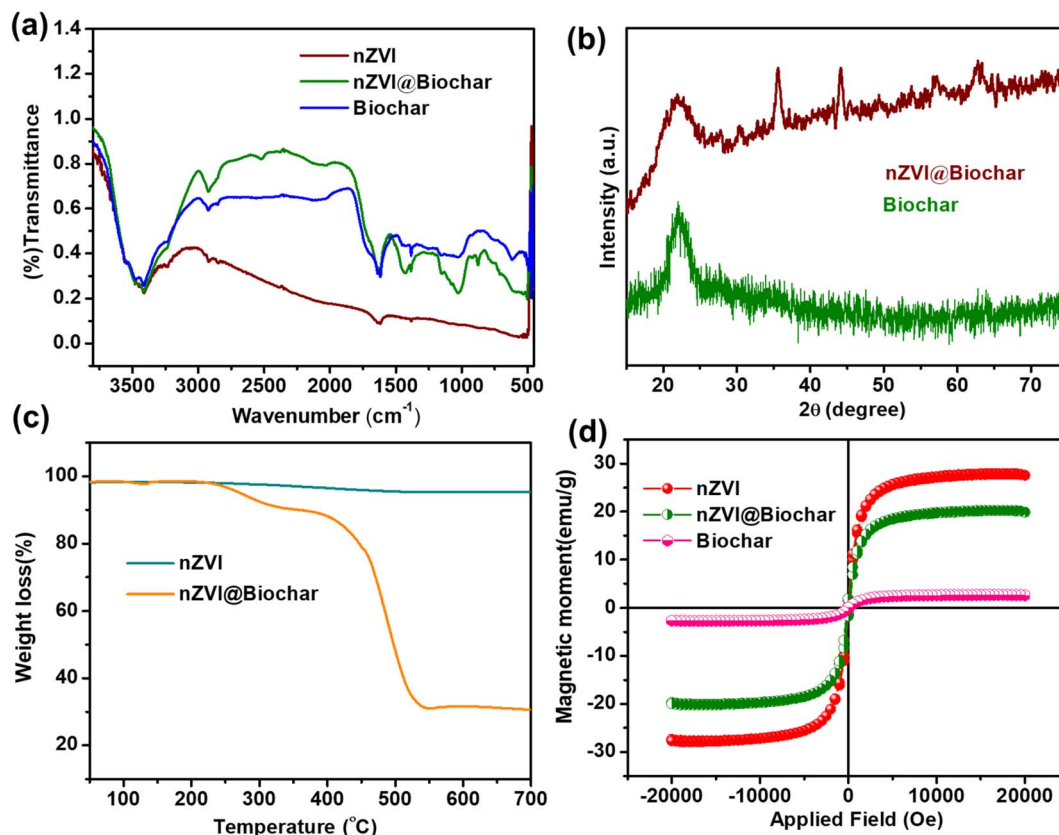 (a)
nZVI
nZVI@Biochar
Biochar
(%)Transmittance
1.4
1.2
1.0
0.8
0.6
0.4
0.2
0.0
3500 3000 2500 2000 1500 1000 500
Wavenumber (cm⁻¹)
(b)
nZVI@Biochar
Biochar
Intensity (a.u.)
20 30 40 50 60 70
2θ (degree)
(c)
nZVI
nZVI@Biochar
Weight loss(%)
100
80
60
40
20
100 200 300 400 500 600 700
Temperature (°C)
(d)
nZVI
nZVI@Biochar
Biochar
Magnetic moment(emu/g)
30
20
10
0
-10
-20
-30
-20000 -10000 0 10000 20000
Applied Field (Oe)